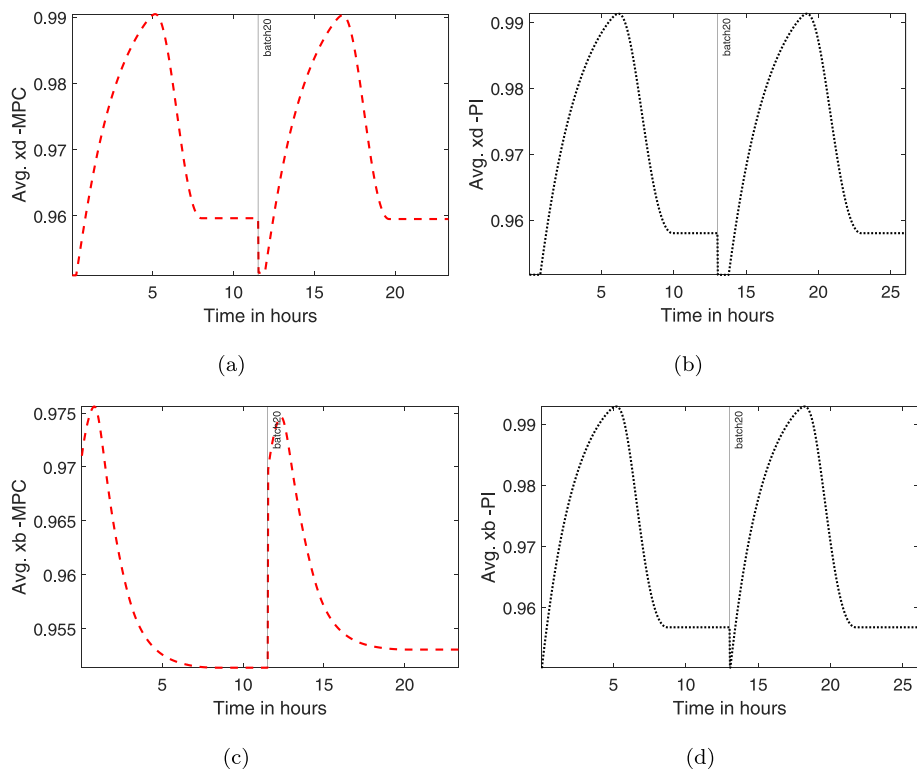 0.99
0.98
0.97
0.96
Avg. xd -MPC
batch20
5
10
15
20
Time in hours
(a)
0.99
0.98
0.97
0.96
Avg. xd -PI
batch20
5
10
15
20
25
Time in hours
(b)
0.975
0.97
0.965
0.96
0.955
Avg. xb -MPC
batch20
5
10
15
20
Time in hours
(c)
0.99
0.98
0.97
0.96
Avg. xb -PI
batch20
5
10
15
20
25
Time in hours
(d)